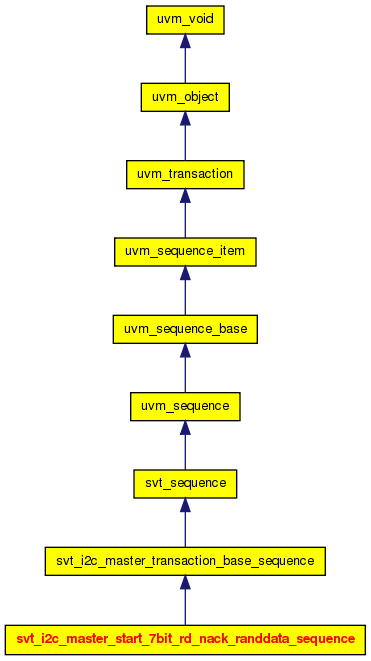 uvm_void
uvm_object
uvm_transaction
uvm_sequence_item
uvm_sequence_base
uvm_sequence
svt_sequence
svt_i2c_master_transaction_base_sequence
svt_i2c_master_start_7bit_rd_nack_randdata_sequence